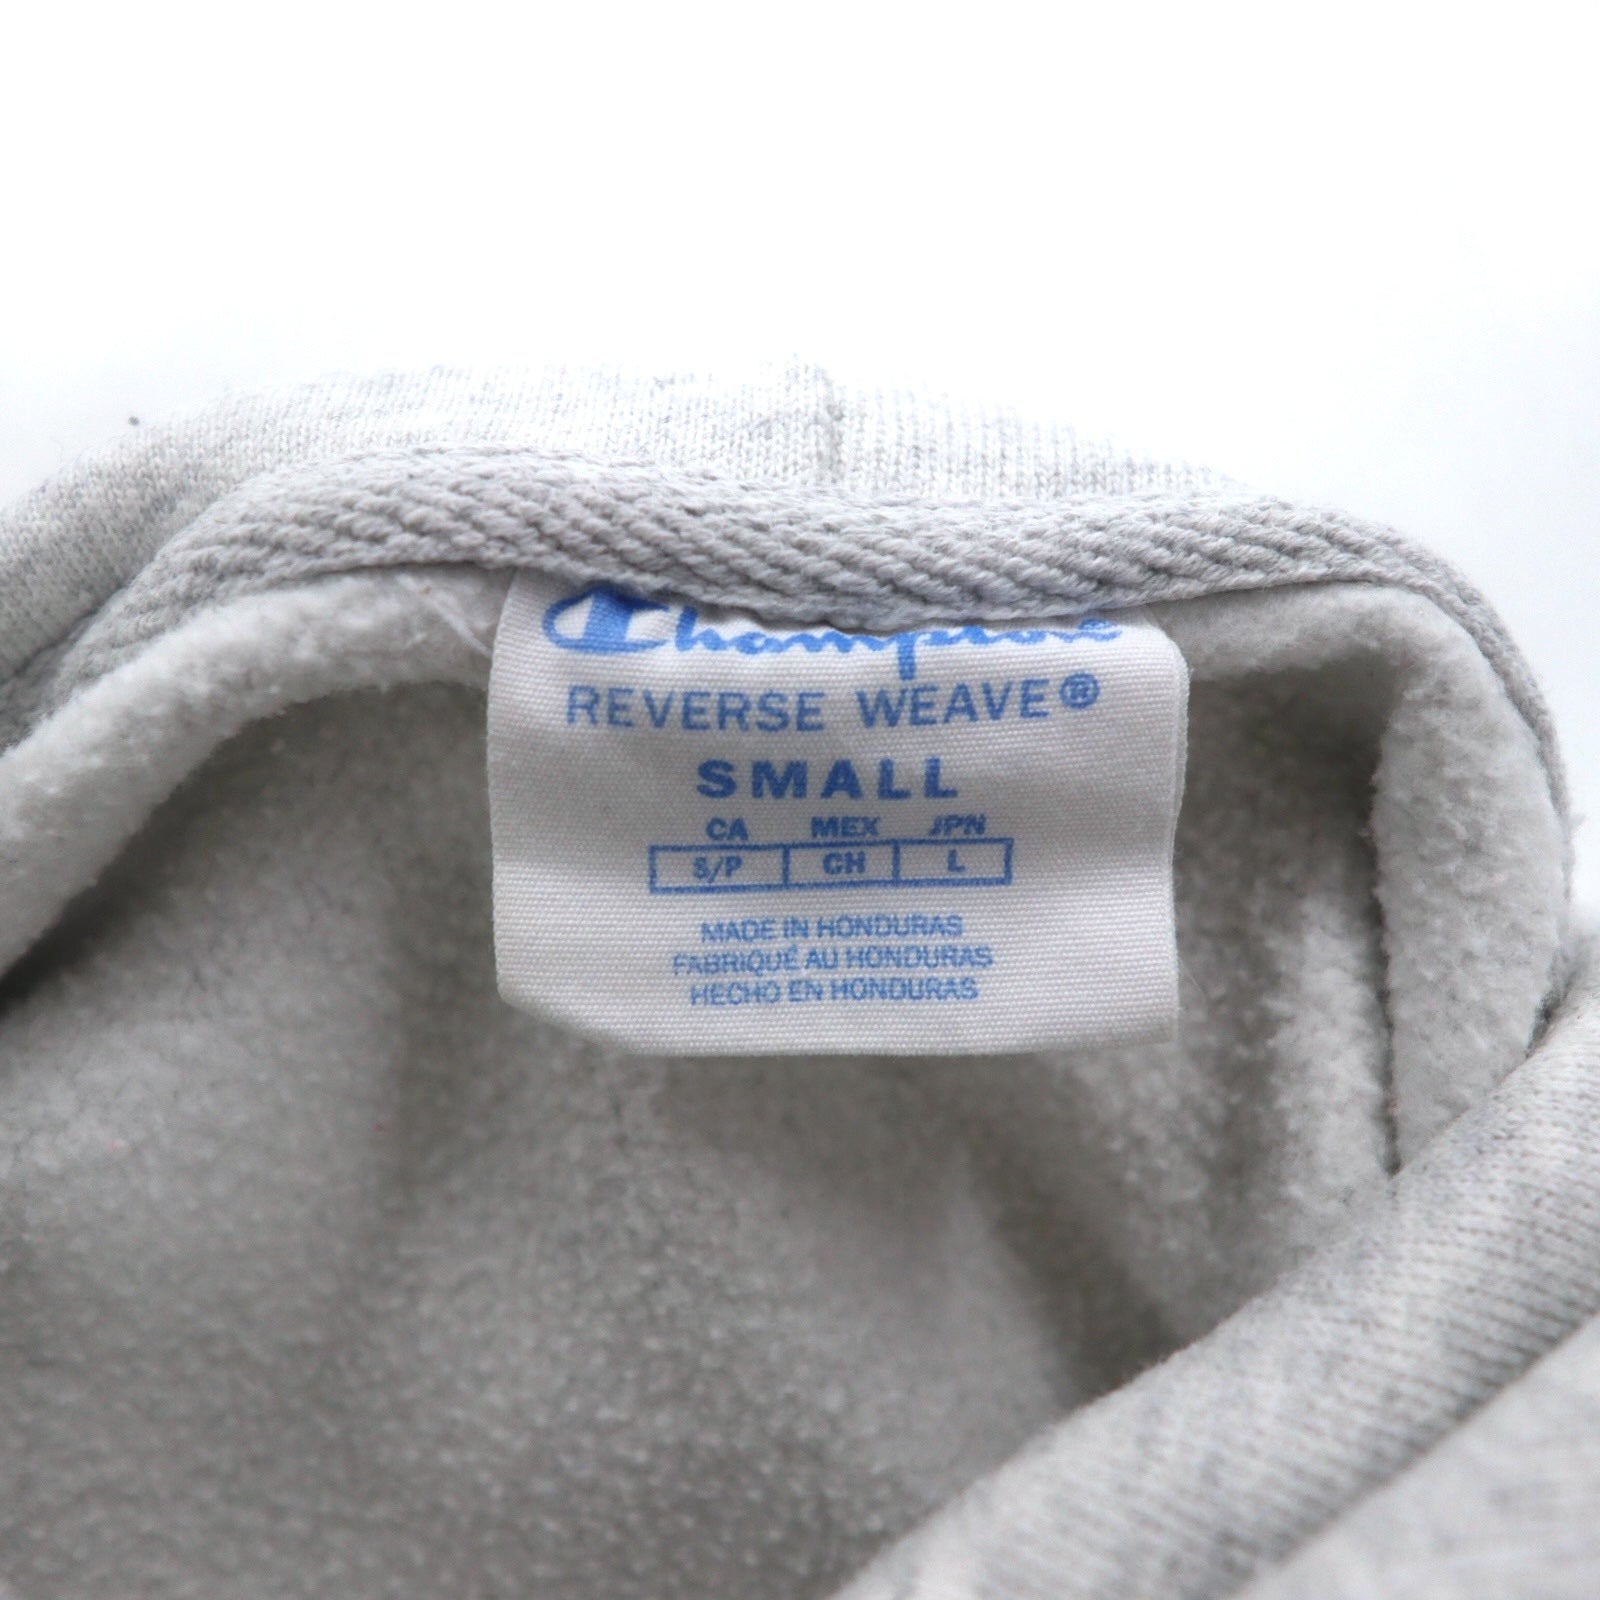 Champion
REVERSE WEAVE®
SMALL
CA MEX JPN
S/P CH L
MADE IN HONDURAS
FABRIQUÉ AU HONDURAS
HECHO EN HONDURAS